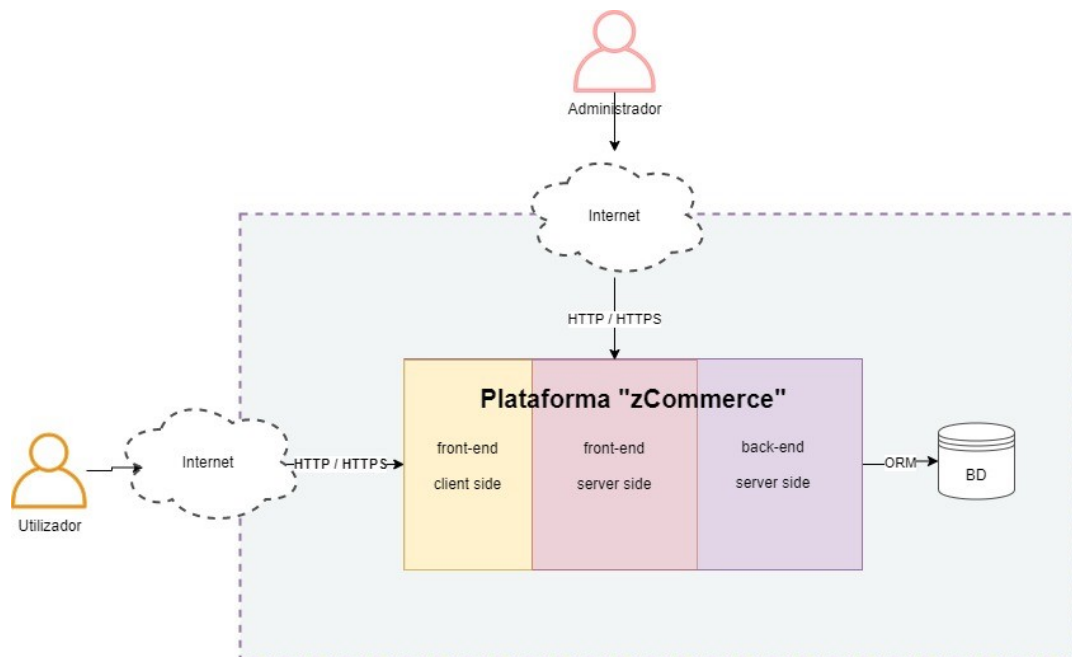 Administrador
Internet
HTTP / HTTPS
Plataforma "zCommerce"
front-end
client side
front-end
server side
back-end
server side
Internet
HTTP / HTTPS
Utilizador
ORM
BD